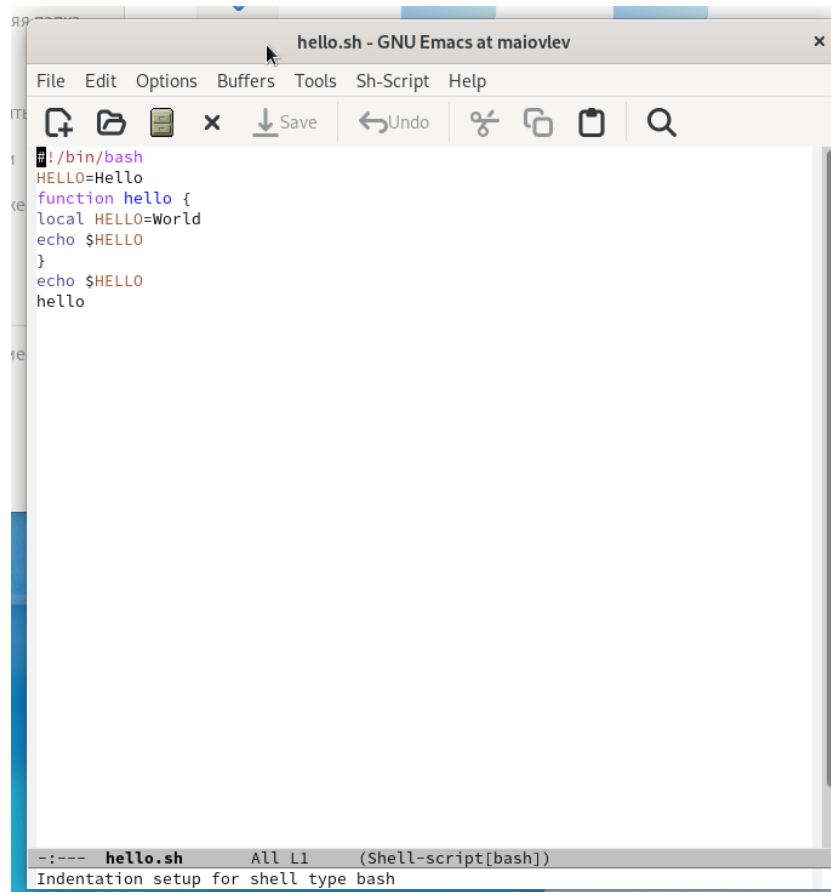 hello.sh - GNU Emacs at maiovlev
File Edit Options Buffers Tools Sh-Script Help
Save Undo
#!/bin/bash
HELLO=Hello
function hello {
local HELLO=World
echo $HELLO
}
echo $HELLO
hello
-:--- hello.sh All L1 (Shell-script[bash])
Indentation setup for shell type bash